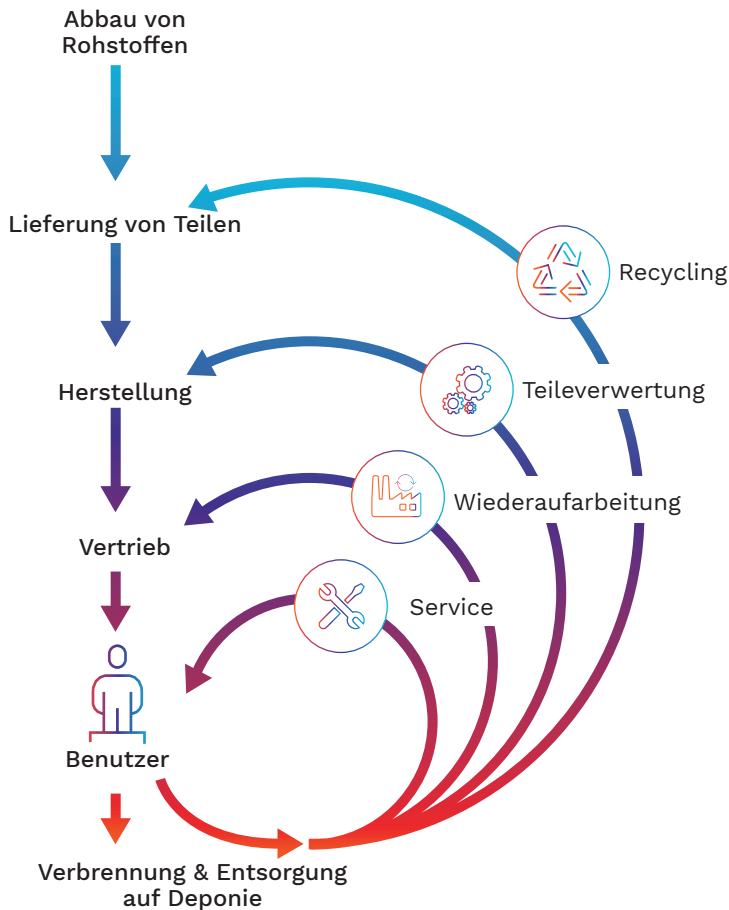 Abbau von
Rohstoffen
Lieferung von Teilen
Recycling
Herstellung
Teileverwertung
Wiederaufarbeitung
Vertrieb
Service
Benutzer
Verbrennung & Entsorgung
auf Deponie